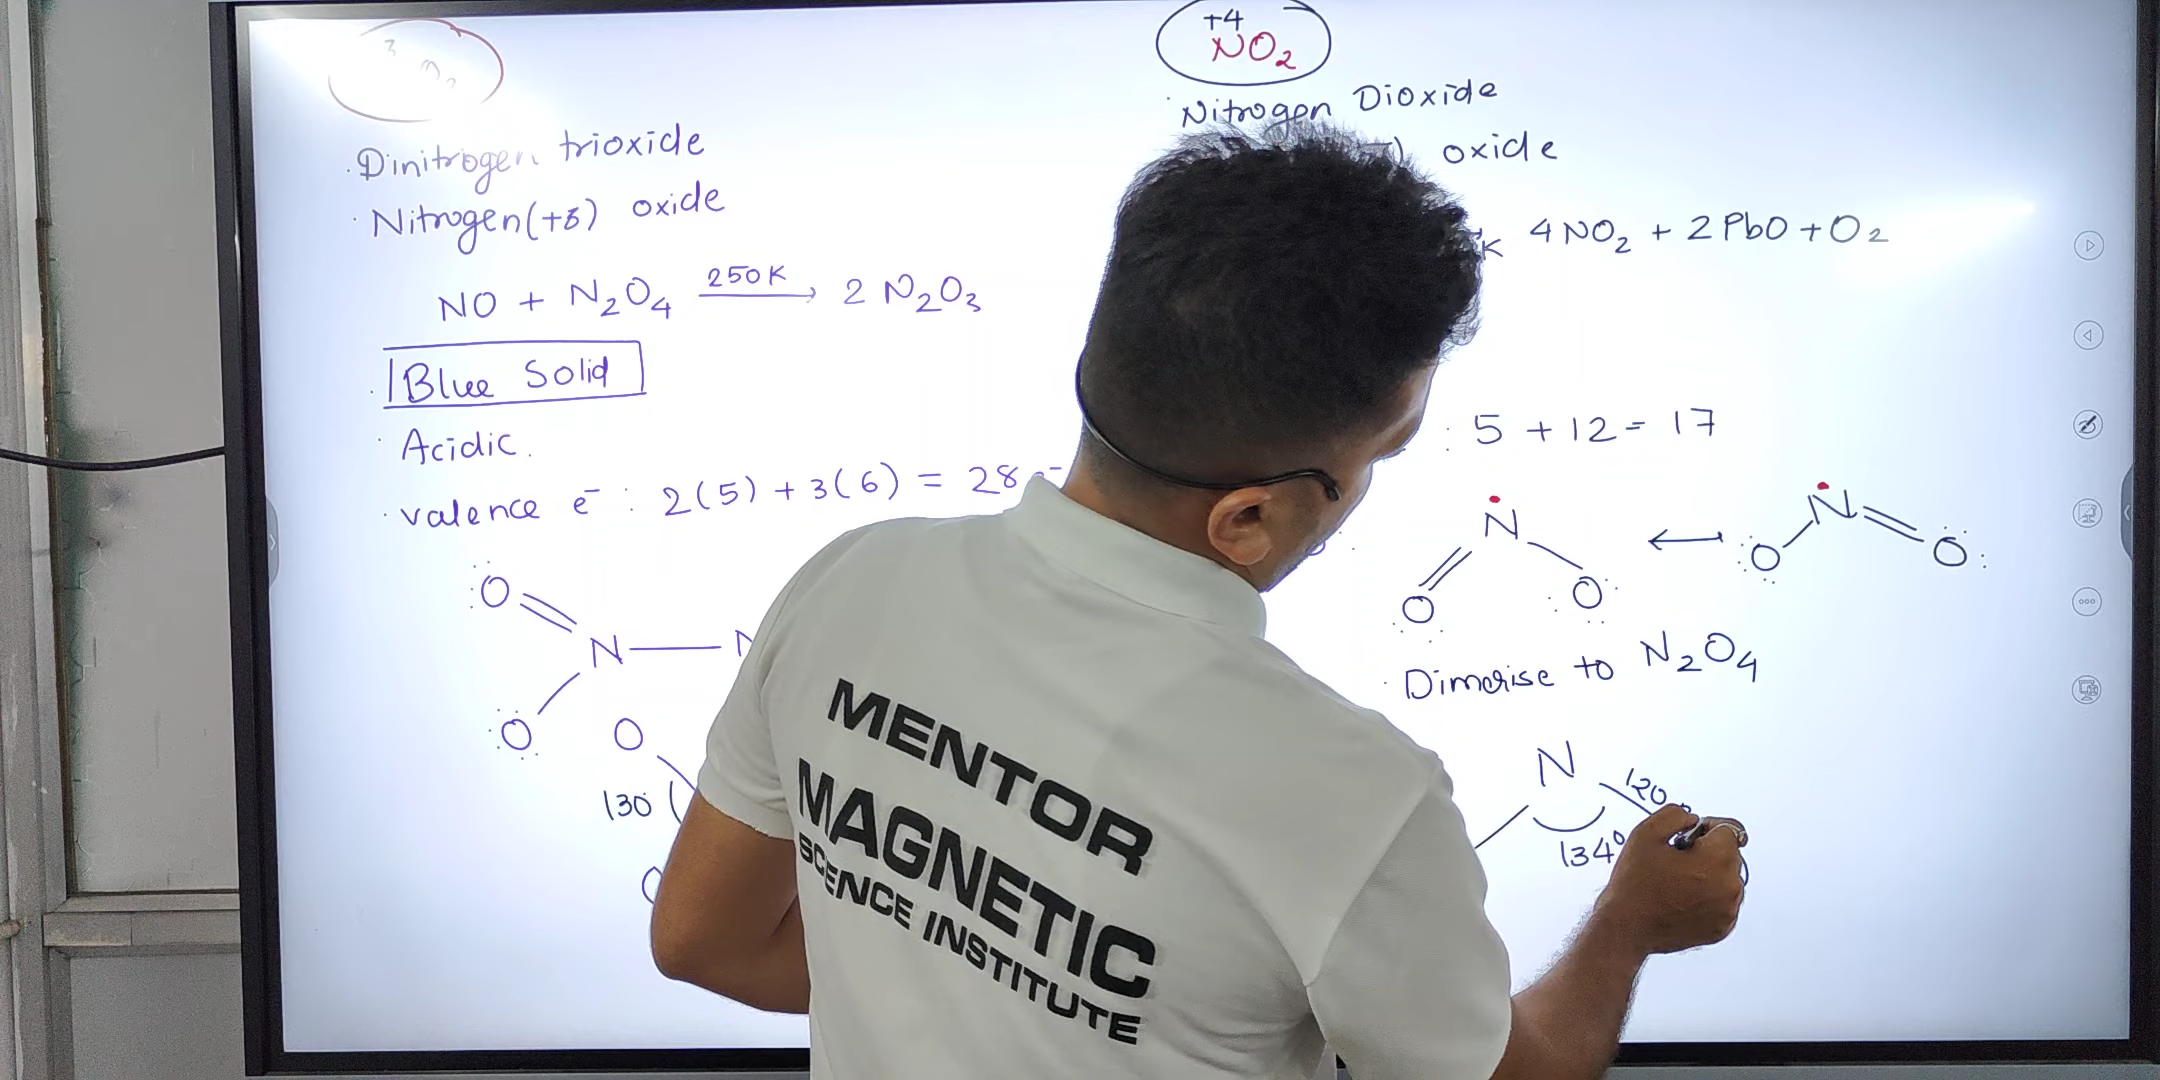 Dinitrogen trioxide
Nitrogen(+3) oxide
NO + N₂O₄ 250K → 2 N₂O₃
Blue Solid
Acidic.
valence e⁻ : 2(5) + 3(6) = 28 e⁻
:O
N — N
:O
O
130
+4
NO₂
Nitrogen Dioxide
oxide
K 4NO₂ + 2PbO + O₂
: 5 + 12 = 17
N ⟷ N
O O O O
Dimerise to N₂O₄
N
120
134°
MENTOR
MAGNETIC
SCIENCE INSTITUTE